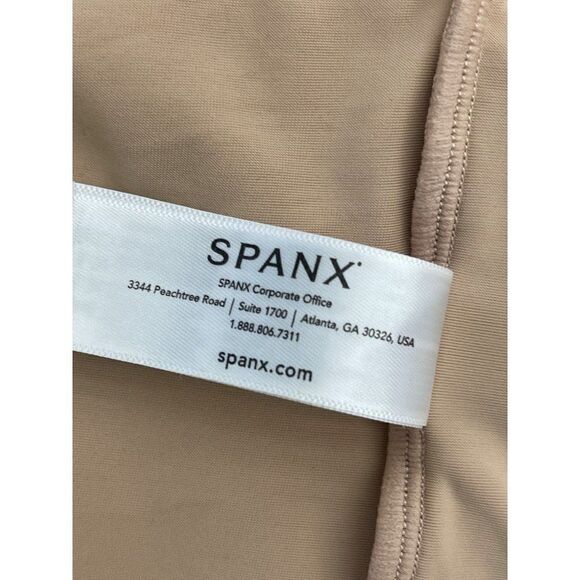 SPANX
SPANX Corporate Office
3344 Peachtree Road | Suite 1700 | Atlanta, GA 30326, USA
1.888.806.7311
spanx.com